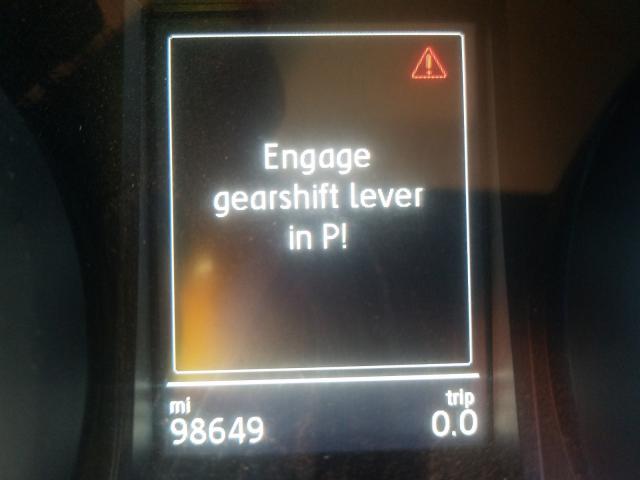 Engage
gearshift lever
in P!
mi trip
98649 0.0